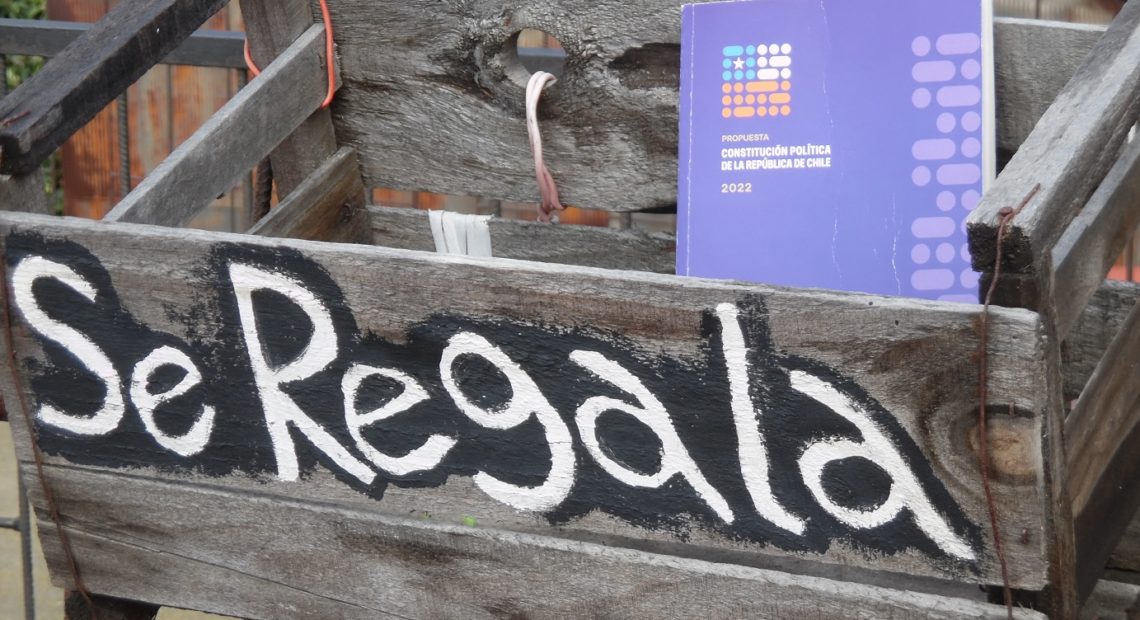 PROPUESTA
CONSTITUCIÓN POLÍTICA
DE LA REPÚBLICA DE CHILE
2022
Se Regala